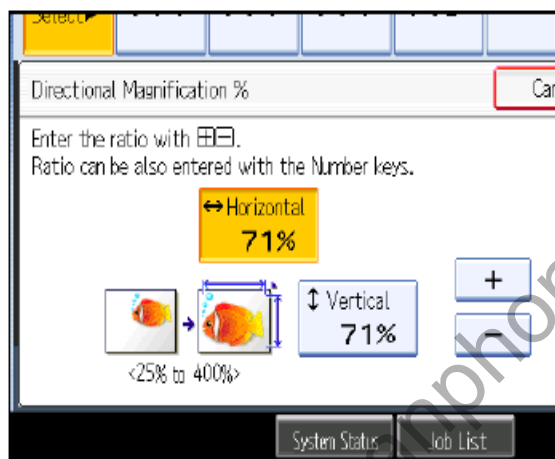 Select►
Directional Magnification %
Enter the ratio with ⊞⊟.
Ratio can be also entered with the Number keys.
↔ Horizontal
71%
↕ Vertical
71%
+
−
<25% to 400%>
System Status
Job List